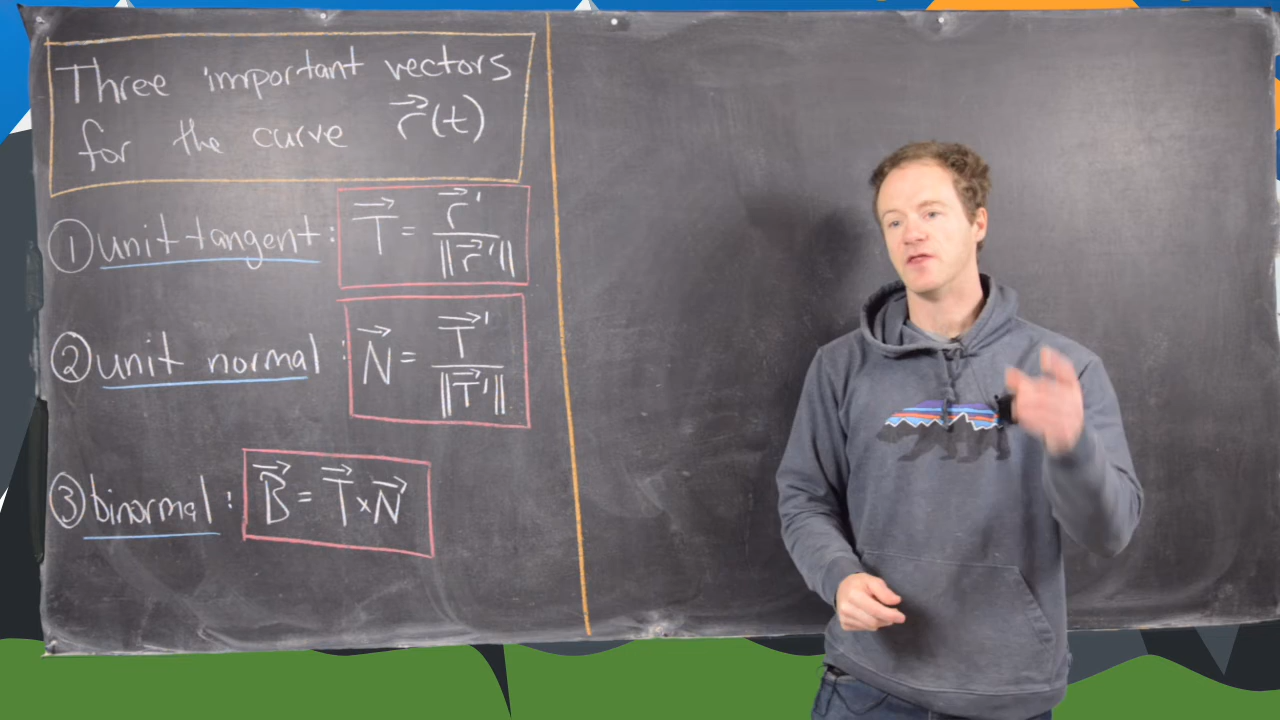 Three important vectors
for the curve r⃗(t)
① unit tangent : T⃗ = r⃗' / ||r⃗'||
② unit normal : N⃗ = T⃗' / ||T⃗'||
③ binormal : B⃗ = T⃗ × N⃗